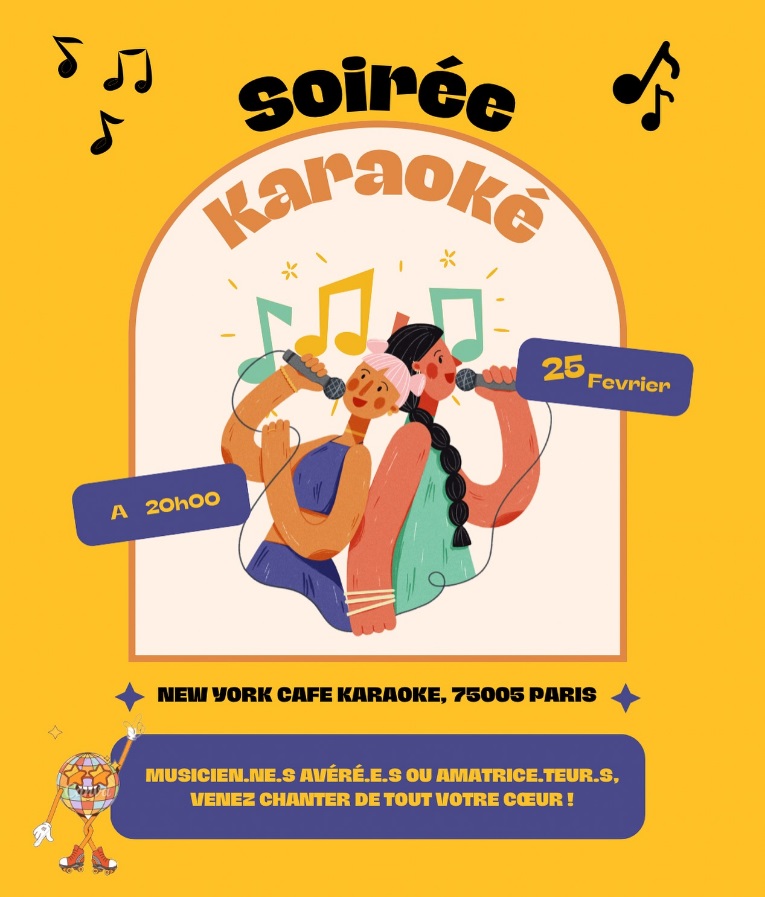 soirée
Karaoké
25 Fevrier
A 20h00
NEW YORK CAFE KARAOKE, 75005 PARIS
MUSICIEN.NE.S AVÉRÉ.E.S OU AMATRICE.TEUR.S,
VENEZ CHANTER DE TOUT VOTRE CŒUR !